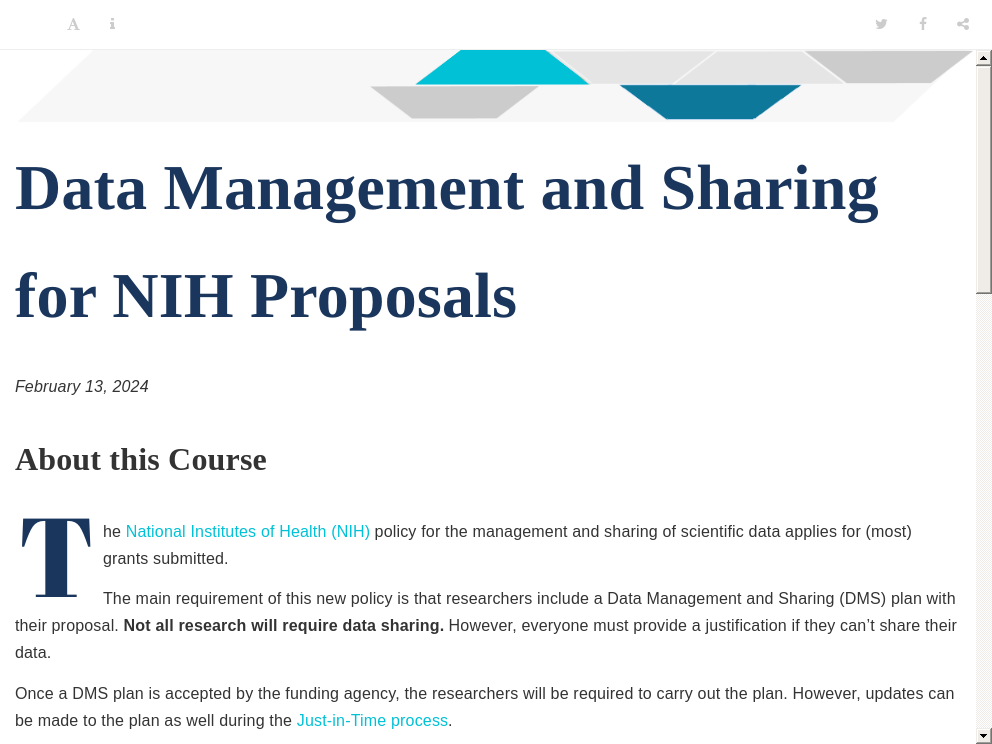 Data Management and Sharing
for NIH Proposals
February 13, 2024
About this Course
The National Institutes of Health (NIH) policy for the management and sharing of scientific data applies for (most)
grants submitted.
The main requirement of this new policy is that researchers include a Data Management and Sharing (DMS) plan with
their proposal. Not all research will require data sharing. However, everyone must provide a justification if they can’t share their
data.
Once a DMS plan is accepted by the funding agency, the researchers will be required to carry out the plan. However, updates can
be made to the plan as well during the Just-in-Time process.